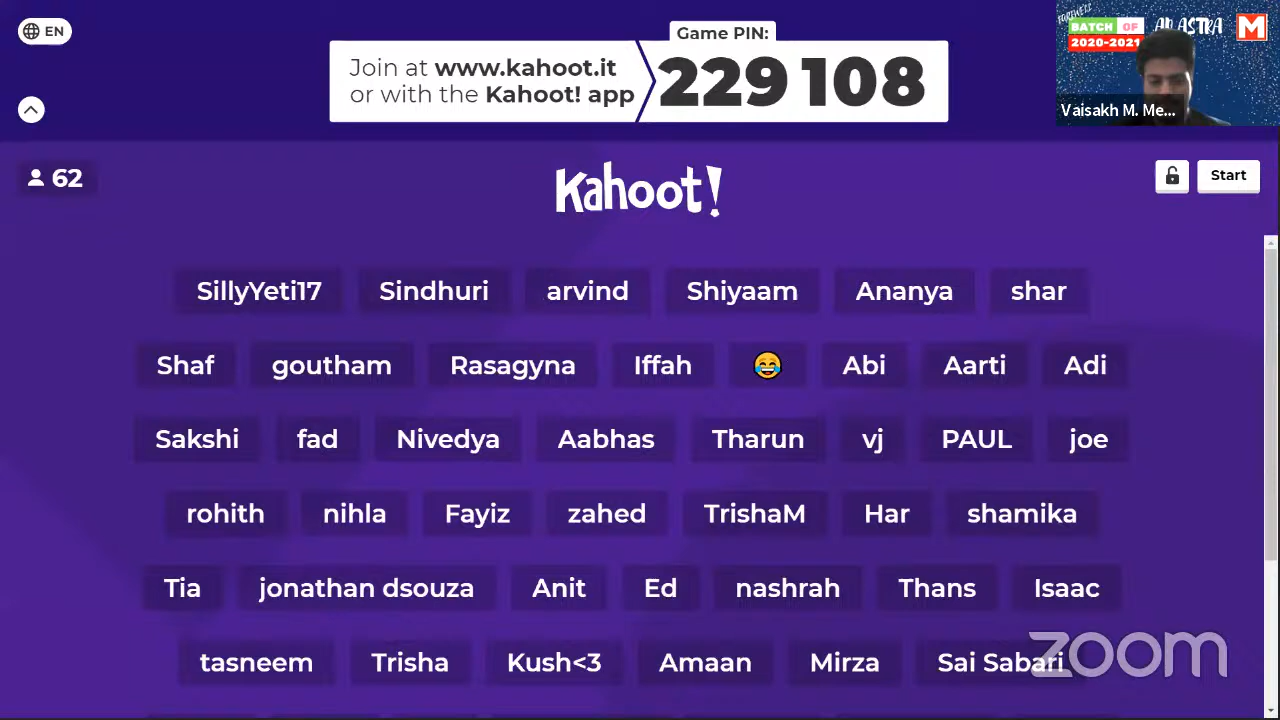 EN
Game PIN:
Join at www.kahoot.it
or with the Kahoot! app
229 108
FAREWELL
BATCH OF
2020-2021
AD ASTRA
M
Vaisakh M. Me...
62
Kahoot!
Start
SillyYeti17 Sindhuri arvind Shiyaam Ananya shar
Shaf goutham Rasagyna Iffah 😂 Abi Aarti Adi
Sakshi fad Nivedya Aabhas Tharun vj PAUL joe
rohith nihla Fayiz zahed TrishaM Har shamika
Tia jonathan dsouza Anit Ed nashrah Thans Isaac
tasneem Trisha Kush<3 Amaan Mirza Sai Sabari
zoom